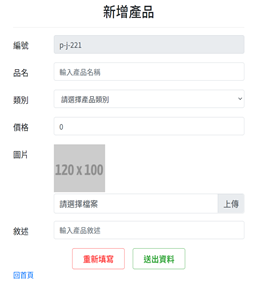 新增產品
編號 p-j-221
品名 輸入產品名稱
類別 請選擇產品類別
價格 0
圖片 120 x 100
請選擇檔案 上傳
敘述 輸入產品敘述
重新填寫 送出資料
回首頁